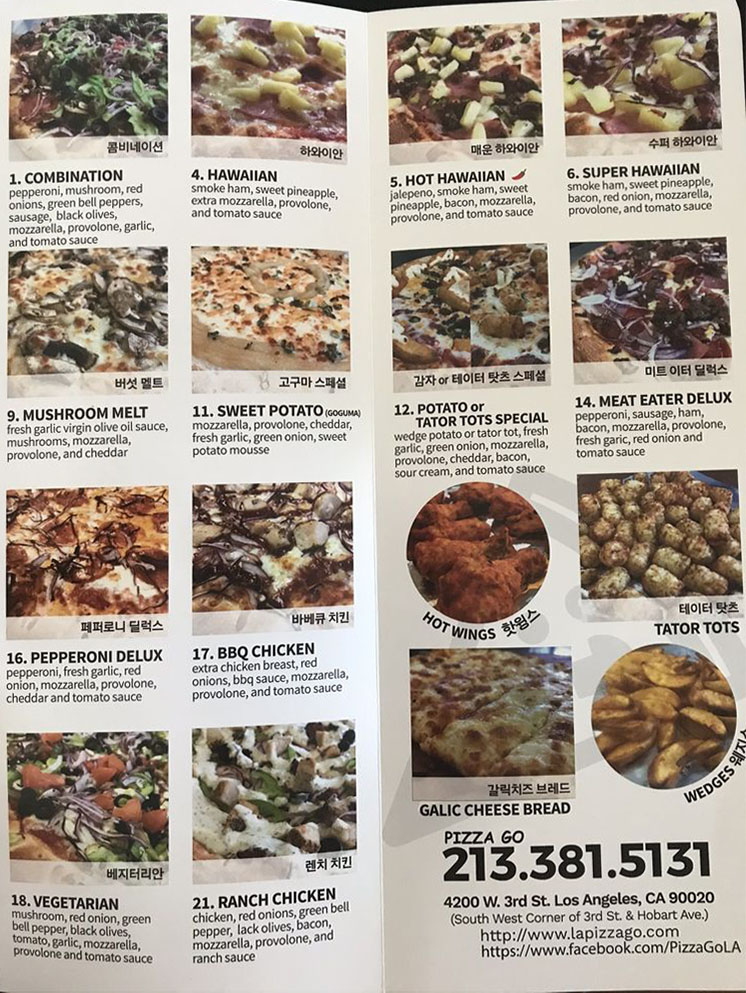 콤비네이션
1. COMBINATION
pepperoni, mushroom, red
onions, green bell peppers,
sausage, black olives,
mozzarella, provolone, garlic,
and tomato sauce
하와이안
4. HAWAIIAN
smoke ham, sweet pineapple,
extra mozzarella, provolone,
and tomato sauce
매운 하와이안
5. HOT HAWAIIAN
jalepeno, smoke ham, sweet
pineapple, bacon, mozzarella,
provolone, and tomato sauce
수퍼 하와이안
6. SUPER HAWAIIAN
smoke ham, sweet pineapple,
bacon, red onion, mozzarella,
provolone, and tomato sauce
버섯 멜트
9. MUSHROOM MELT
fresh garlic virgin olive oil sauce,
mushrooms, mozzarella,
provolone, and cheddar
고구마 스페셜
11. SWEET POTATO (GOGUMA)
mozzarella, provolone, cheddar,
fresh garlic, green onion, sweet
potato mousse
감자 or 테이터 탓츠 스페셜
12. POTATO or
TATOR TOTS SPECIAL
wedge potato or tator tot, fresh
garlic, green onion, mozzarella,
provolone, cheddar, bacon,
sour cream, and tomato sauce
미트 이터 딜럭스
14. MEAT EATER DELUX
pepperoni, sausage, ham,
bacon, mozzarella, provolone,
fresh garic, red onion and
tomato sauce
페퍼로니 딜럭스
16. PEPPERONI DELUX
pepperoni, fresh garlic, red
onion, mozzarella, provolone,
cheddar and tomato sauce
바베큐 치킨
17. BBQ CHICKEN
extra chicken breast, red
onions, bbq sauce, mozzarella,
provolone, and tomato sauce
HOT WINGS 핫윙스
테이터 탓츠
TATOR TOTS
베지터리안
18. VEGETARIAN
mushroom, red onion, green
bell pepper, black olives,
tomato, garlic, mozzarella,
provolone and tomato sauce
렌치 치킨
21. RANCH CHICKEN
chicken, red onions, green bell
pepper, lack olives, bacon,
mozzarella, provolone, and
ranch sauce
갈릭치즈 브레드
GALIC CHEESE BREAD
WEDGES 웨지스
PIZZA GO
213.381.5131
4200 W. 3rd St. Los Angeles, CA 90020
(South West Corner of 3rd St. & Hobart Ave.)
http://www.lapizzago.com
https://www.facebook.com/PizzaGoLA